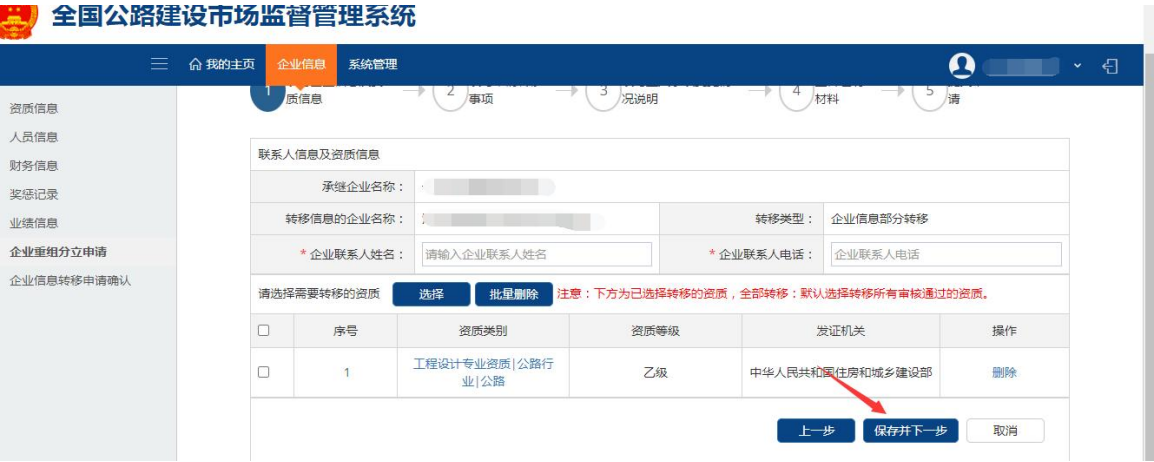 全国公路建设市场监督管理系统
我的主页 企业信息 系统管理
资质信息
人员信息
财务信息
奖惩记录
业绩信息
企业重组分立申请
企业信息转移申请确认
1 质信息 2 事项 3 况说明 4 材料 5 请
联系人信息及资质信息
承继企业名称：
转移信息的企业名称： 转移类型： 企业信息部分转移
* 企业联系人姓名： 请输入企业联系人姓名 * 企业联系人电话： 企业联系人电话
请选择需要转移的资质 选择 批量删除 注意：下方为已选择转移的资质，全部转移：默认选择转移所有审核通过的资质。
序号 资质类别 资质等级 发证机关 操作
1 工程设计专业资质|公路行业|公路 乙级 中华人民共和国住房和城乡建设部 删除
上一步 保存并下一步 取消